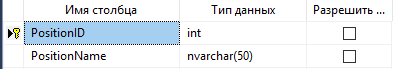 Имя столбца Тип данных Разрешить ...
PositionID int
PositionName nvarchar(50)